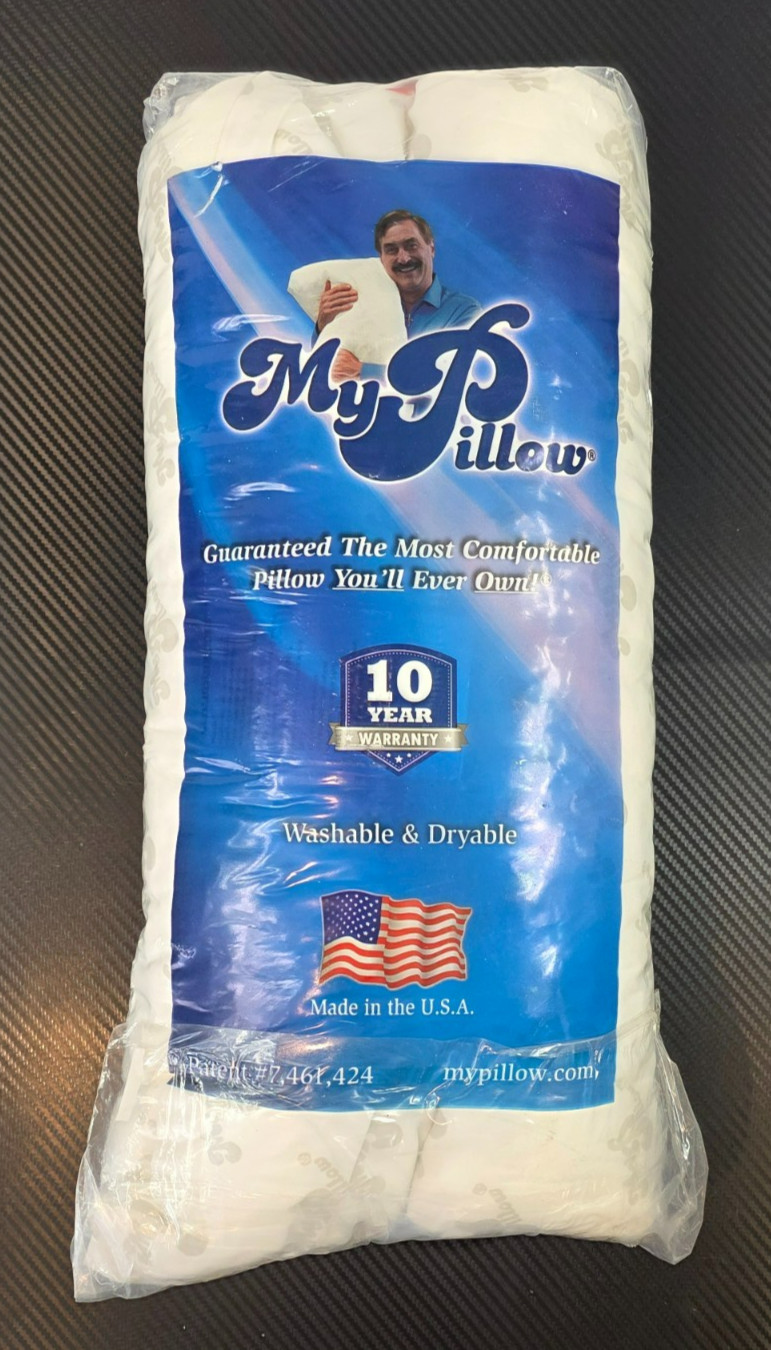 MyPillow®
Guaranteed The Most Comfortable
Pillow You'll Ever Own!®
10
YEAR
WARRANTY
Washable & Dryable
Made in the U.S.A.
Patent #7,461,424 mypillow.com